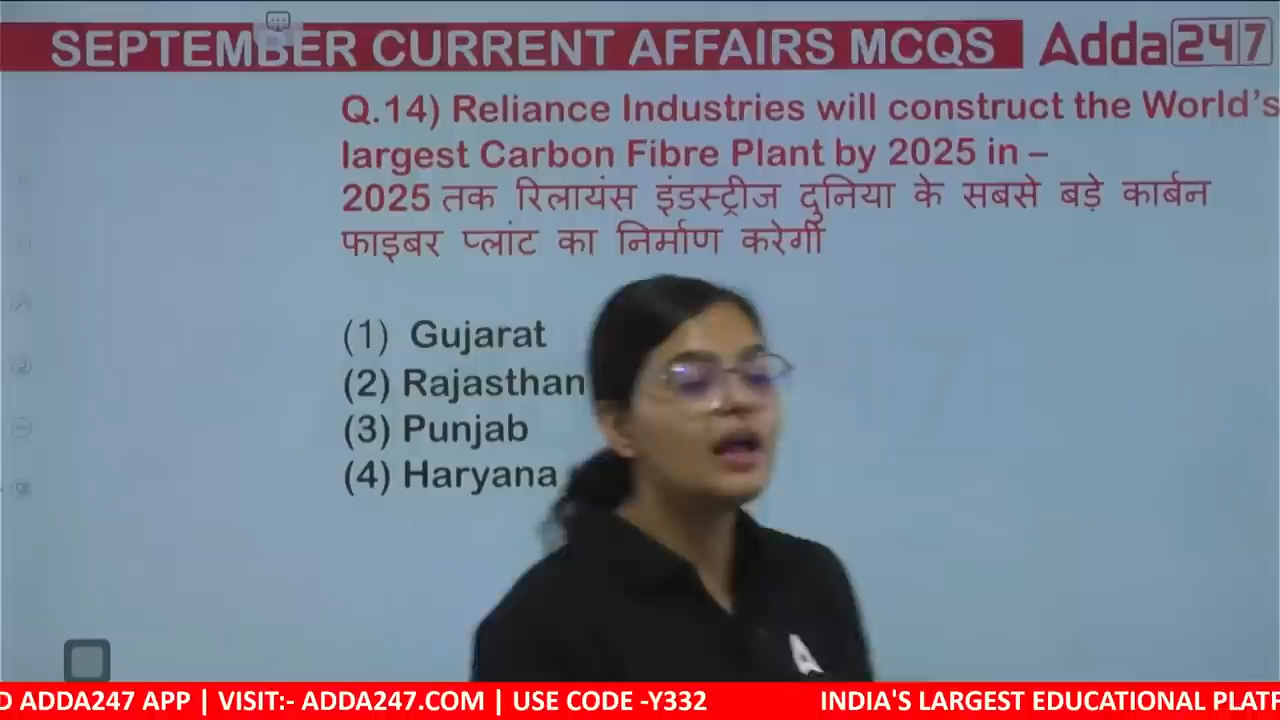 SEPTEMBER CURRENT AFFAIRS MCQS
Adda247
Q.14) Reliance Industries will construct the World's
largest Carbon Fibre Plant by 2025 in –
2025 तक रिलायंस इंडस्ट्रीज दुनिया के सबसे बड़े कार्बन
फाइबर प्लांट का निर्माण करेगी
(1) Gujarat
(2) Rajasthan
(3) Punjab
(4) Haryana
D ADDA247 APP | VISIT:- ADDA247.COM | USE CODE -Y332 INDIA'S LARGEST EDUCATIONAL PLATF